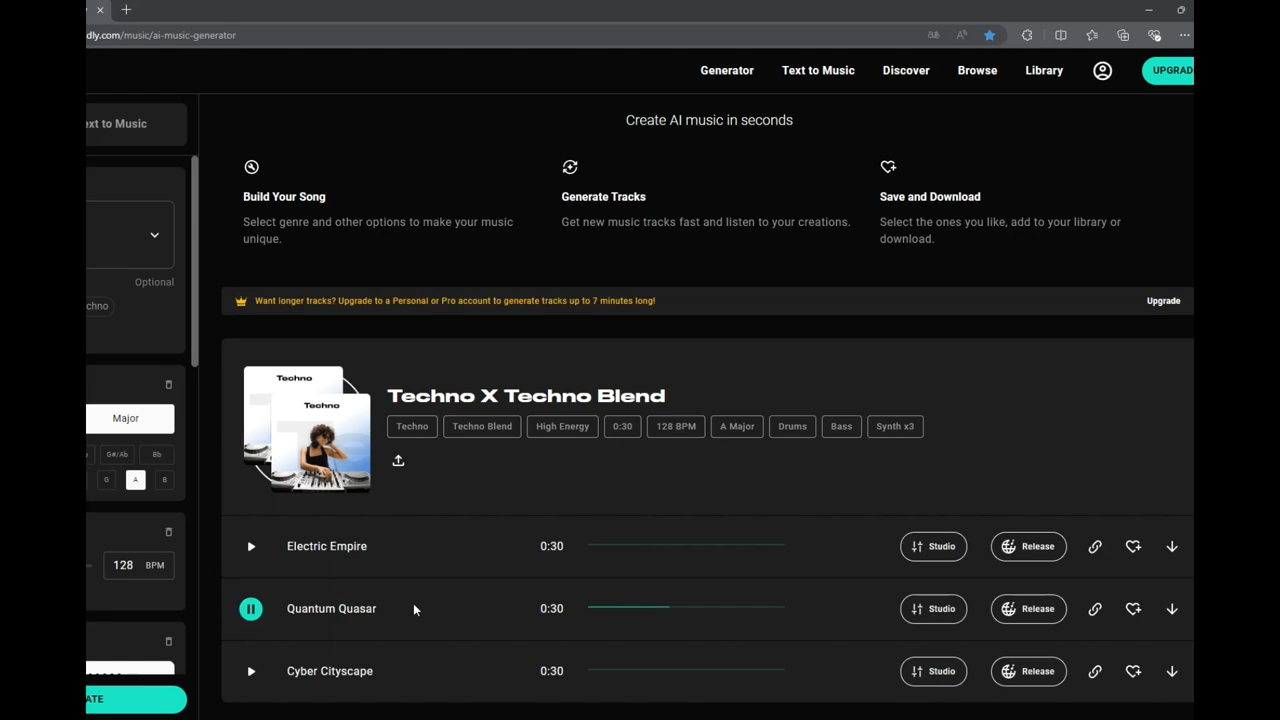 dly.com/music/ai-music-generator
Generator Text to Music Discover Browse Library UPGRAD
ext to Music
Create AI music in seconds
Build Your Song Generate Tracks Save and Download
Select genre and other options to make your music unique.
Get new music tracks fast and listen to your creations.
Select the ones you like, add to your library or download.
Optional
chno
Want longer tracks? Upgrade to a Personal or Pro account to generate tracks up to 7 minutes long! Upgrade
Techno
Techno
Techno X Techno Blend
Techno Techno Blend High Energy 0:30 128 BPM A Major Drums Bass Synth x3
Major
G#/Ab Bb
G A B
128 BPM
Electric Empire 0:30 Studio Release
Quantum Quasar 0:30 Studio Release
Cyber Cityscape 0:30 Studio Release
ATE